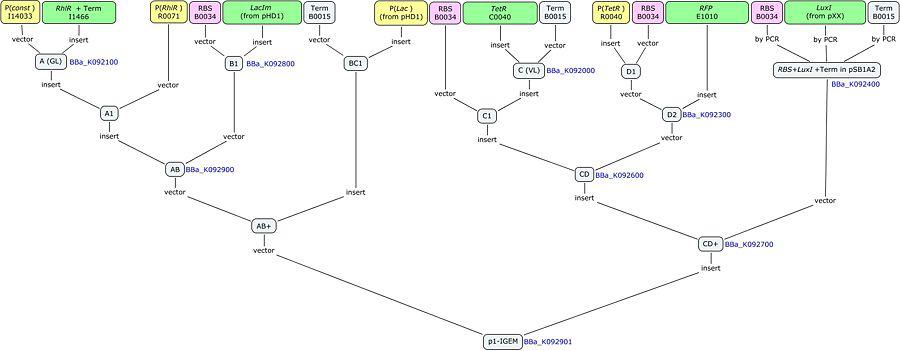 P(const)
I14033
RhlR + Term
I1466
P(RhlR)
R0071
RBS
B0034
LacIm
(from pHD1)
Term
B0015
P(Lac)
(from pHD1)
RBS
B0034
TetR
C0040
Term
B0015
P(TetR)
R0040
RBS
B0034
RFP
E1010
RBS
B0034
LuxI
(from pXX)
Term
B0015
vector
insert
vector
insert
vector
insert
insert
vector
insert
vector
by PCR
by PCR
by PCR
A (GL)
BBa_K092100
B1
BBa_K092800
BC1
C (VL)
BBa_K092000
D1
RBS+LuxI +Term in pSB1A2
BBa_K092400
insert
vector
vector
insert
vector
insert
A1
C1
D2
BBa_K092300
insert
vector
insert
vector
AB
BBa_K092900
CD
BBa_K092600
vector
insert
insert
vector
AB+
CD+
BBa_K092700
vector
insert
p1-IGEM
BBa_K092901